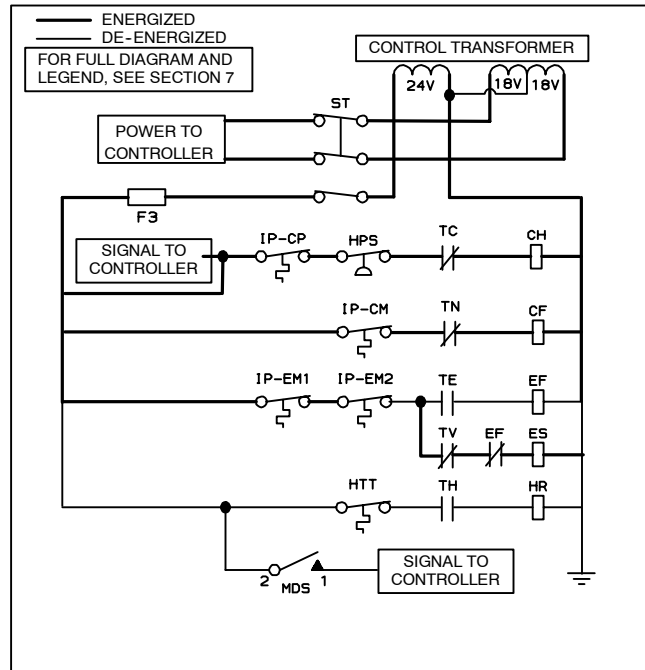 ENERGIZED
DE-ENERGIZED
FOR FULL DIAGRAM AND
LEGEND, SEE SECTION 7
CONTROL TRANSFORMER
24V
18V 18V
ST
POWER TO
CONTROLLER
F3
SIGNAL TO
CONTROLLER
IP-CP HPS TC CH
IP-CM TN CF
IP-EM1 IP-EM2 TE EF
TV EF ES
HTT TH HR
2 MDS 1
SIGNAL TO
CONTROLLER